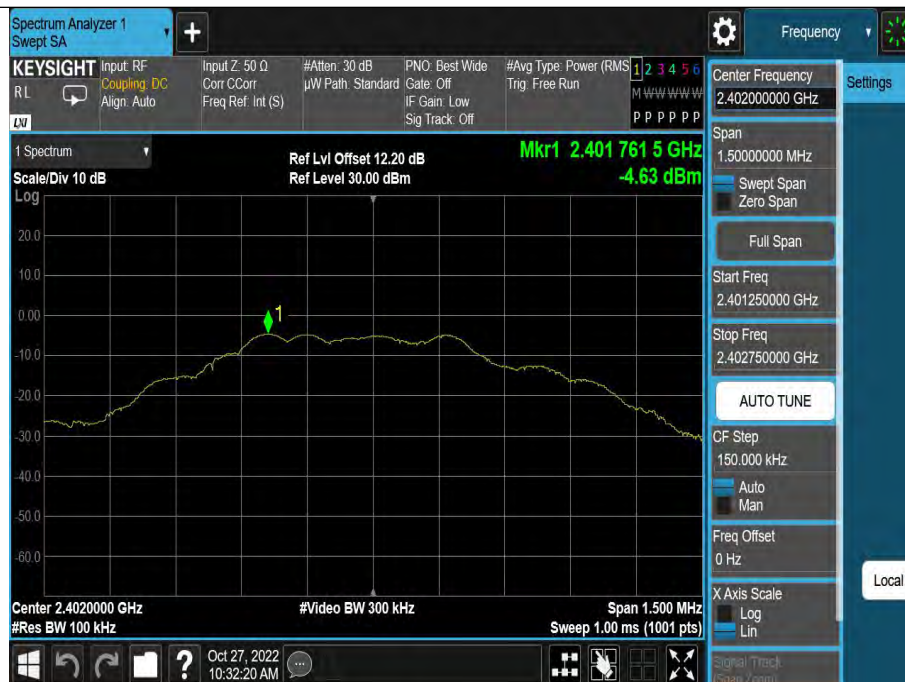 Spectrum Analyzer 1
Swept SA
Frequency
KEYSIGHT
RL
LXI
Input: RF
Coupling: DC
Align: Auto
Input Z: 50 Ω
Corr CCorr
Freq Ref: Int (S)
#Atten: 30 dB
µW Path: Standard
PNO: Best Wide
Gate: Off
IF Gain: Low
Sig Track: Off
#Avg Type: Power (RMS
Trig: Free Run
1 2 3 4 5 6
M W W W W W
P P P P P P
1 Spectrum
Scale/Div 10 dB
Ref Lvl Offset 12.20 dB
Ref Level 30.00 dBm
Mkr1 2.401 761 5 GHz
-4.63 dBm
Log
20.0
10.0
0.00
-10.0
-20.0
-30.0
-40.0
-50.0
-60.0
1
Center 2.4020000 GHz
#Res BW 100 kHz
#Video BW 300 kHz
Span 1.500 MHz
Sweep 1.00 ms (1001 pts)
Oct 27, 2022
10:32:20 AM
Center Frequency
2.402000000 GHz
Span
1.50000000 MHz
Swept Span
Zero Span
Full Span
Start Freq
2.401250000 GHz
Stop Freq
2.402750000 GHz
AUTO TUNE
CF Step
150.000 kHz
Auto
Man
Freq Offset
0 Hz
X Axis Scale
Log
Lin
Signal Track
(Span Zoom)
Settings
Local